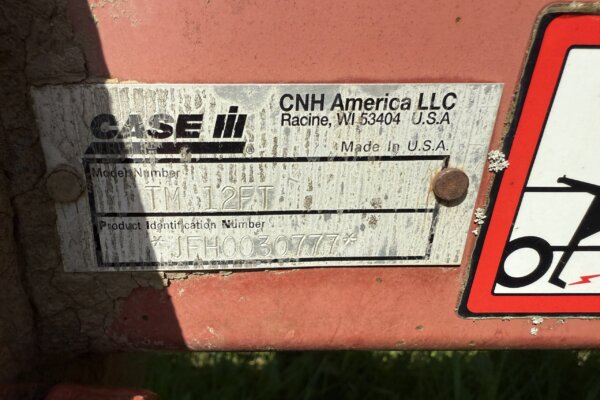 CASE IH
CNH America LLC
Racine, WI 53404 U.S.A
Made In U.S.A.
Model Number
TM 12FT
Product Identification Number
*JFH0030777*